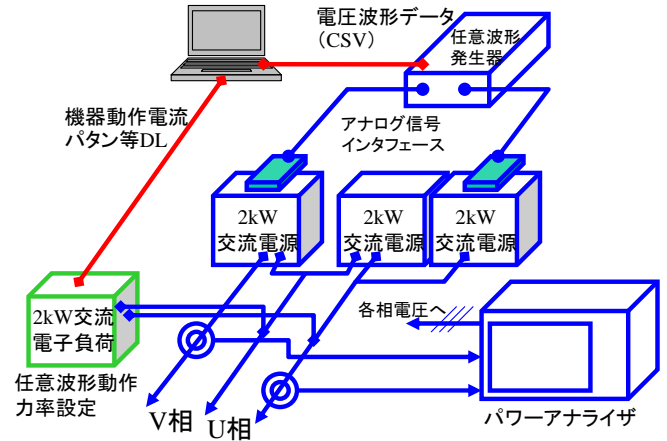 電圧波形データ
（CSV）
任意波形
発生器
機器動作電流
パタン等DL
アナログ信号
インタフェース
2kW
交流電源
2kW
交流電源
2kW
交流電源
2kW交流
電子負荷
任意波形動作
力率設定
各相電圧へ
V相
U相
パワーアナライザ